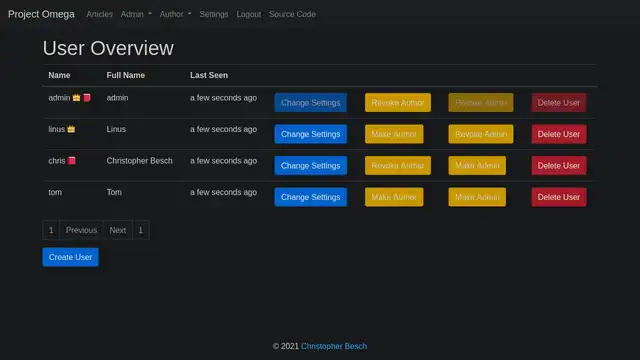 Project Omega Articles Admin Author Settings Logout Source Code
User Overview
Name Full Name Last Seen
admin admin a few seconds ago Change Settings Revoke Author Revoke Admin Delete User
linus Linus a few seconds ago Change Settings Make Author Revoke Admin Delete User
chris Christopher Besch a few seconds ago Change Settings Revoke Author Make Admin Delete User
tom Tom a few seconds ago Change Settings Make Author Make Admin Delete User
1 Previous Next 1
Create User
© 2021 Christopher Besch